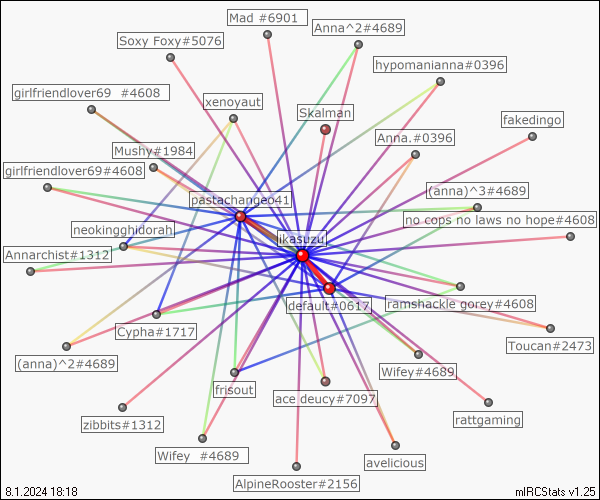 Mad #6901
Anna^2#4689
Soxy Foxy#5076
hypomanianna#0396
girlfriendlover69 #4608
xenoyaut
Skalman
fakedingo
Anna.#0396
Mushy#1984
girlfriendlover69#4608
(anna)^3#4689
pastachangeo41
no cops no laws no hope#4608
neokingghidorah
ikasuzu
Annarchist#1312
ramshackle gorey#4608
default#0617
Cypha#1717
Toucan#2473
(anna)^2#4689
Wifey#4689
frisout
ace deucy#7097
rattgaming
zibbits#1312
Wifey #4689
avelicious
AlpineRooster#2156
8.1.2024 18:18
mIRCStats v1.25